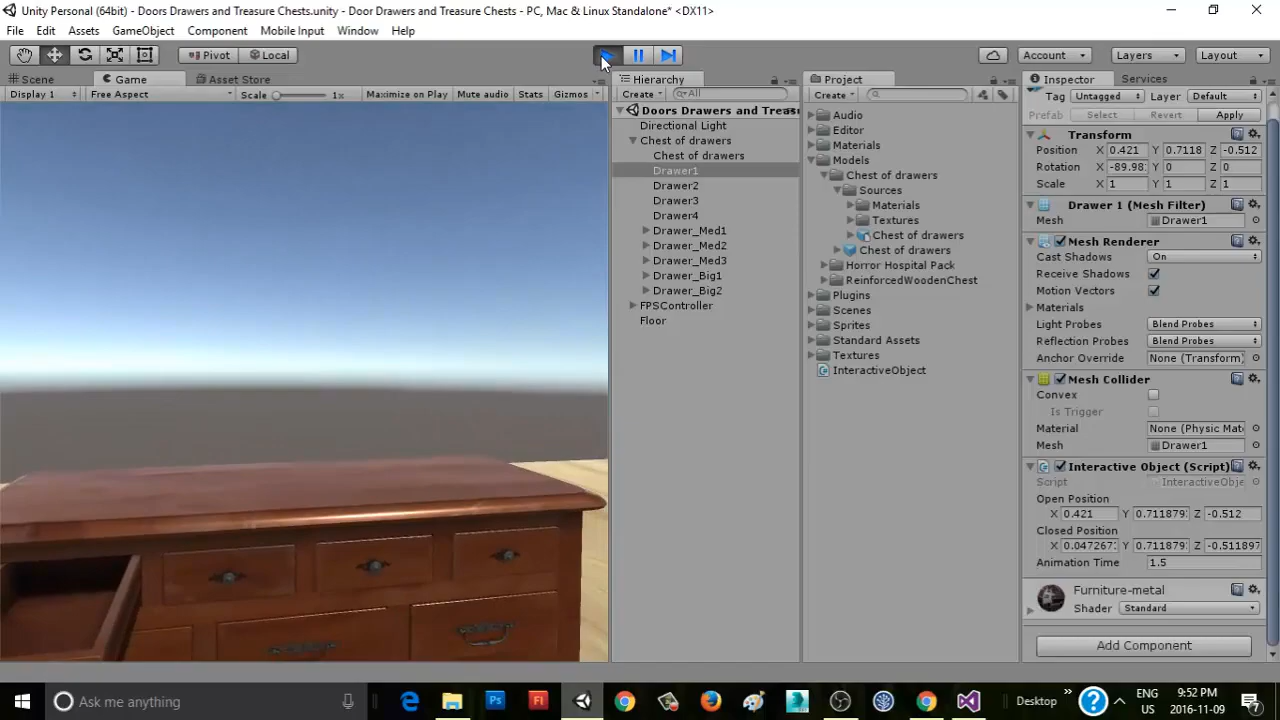 Unity Personal (64bit) - Doors Drawers and Treasure Chests.unity - Door Drawers and Treasure Chests - PC, Mac & Linux Standalone* <DX11>
File Edit Assets GameObject Component Mobile Input Window Help
Pivot Local Account Layers Layout
Scene Game Asset Store Hierarchy Project Inspector Services
Display 1 Free Aspect Scale 1x Maximize on Play Mute audio Stats Gizmos Create All Create Tag Untagged Layer Default
Prefab Select Revert Apply
Doors Drawers and Treas
Directional Light
Chest of drawers
Chest of drawers
Drawer1
Drawer2
Drawer3
Drawer4
Drawer_Med1
Drawer_Med2
Drawer_Med3
Drawer_Big1
Drawer_Big2
FPSController
Floor
Audio
Editor
Materials
Models
Chest of drawers
Sources
Materials
Textures
Chest of drawers
Chest of drawers
Horror Hospital Pack
ReinforcedWoodenChest
Plugins
Scenes
Sprites
Standard Assets
Textures
InteractiveObject
Transform
Position X 0.421 Y 0.7118 Z -0.512
Rotation X -89.98 Y 0 Z 0
Scale X 1 Y 1 Z 1
Drawer 1 (Mesh Filter)
Mesh Drawer1
Mesh Renderer
Cast Shadows On
Receive Shadows
Motion Vectors
Materials
Light Probes Blend Probes
Reflection Probes Blend Probes
Anchor Override None (Transform)
Mesh Collider
Convex
Is Trigger
Material None (Physic Mat
Mesh Drawer1
Interactive Object (Script)
Script InteractiveObje
Open Position
X 0.421 Y 0.711879 Z -0.512
Closed Position
X 0.047267 Y 0.711879 Z -0.511897
Animation Time 1.5
Furniture-metal
Shader Standard
Add Component
Ask me anything Ps Fl Desktop » ENG US 9:52 PM 2016-11-09